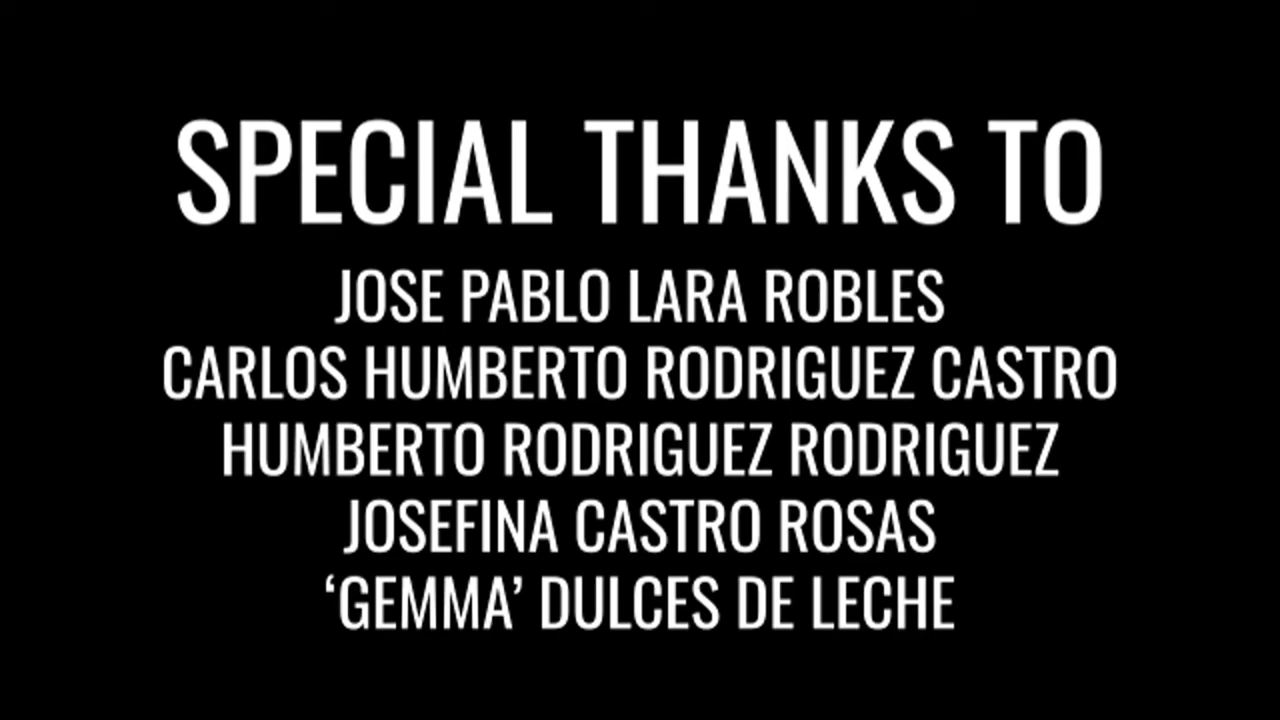 SPECIAL THANKS TO
JOSE PABLO LARA ROBLES
CARLOS HUMBERTO RODRIGUEZ CASTRO
HUMBERTO RODRIGUEZ RODRIGUEZ
JOSEFINA CASTRO ROSAS
‘GEMMA’ DULCES DE LECHE